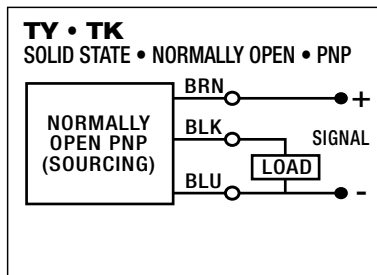 TY • TK
SOLID STATE • NORMALLY OPEN • PNP
BRN
+
NORMALLY
OPEN PNP
(SOURCING)
BLK
SIGNAL
LOAD
BLU
-